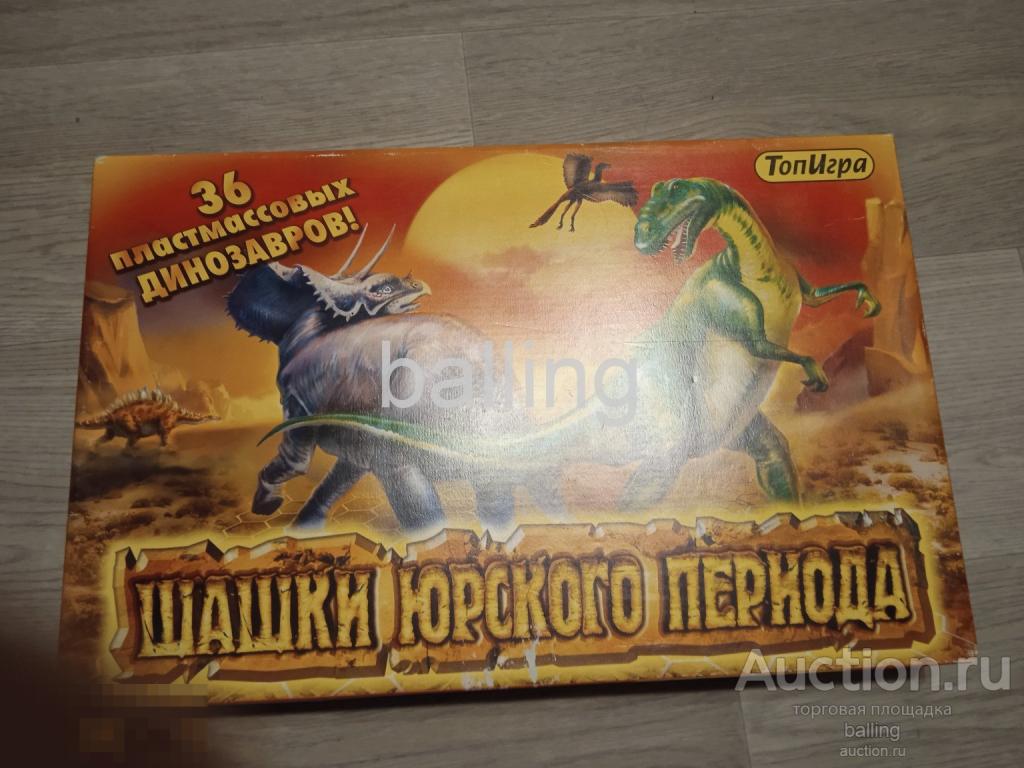 36
пластмассовых
ДИНОЗАВРОВ!
ТопИгра
balling
ШАШКИ ЮРСКОГО ПЕРИОДА
Auction.ru
торговая площадка
balling
auction.ru